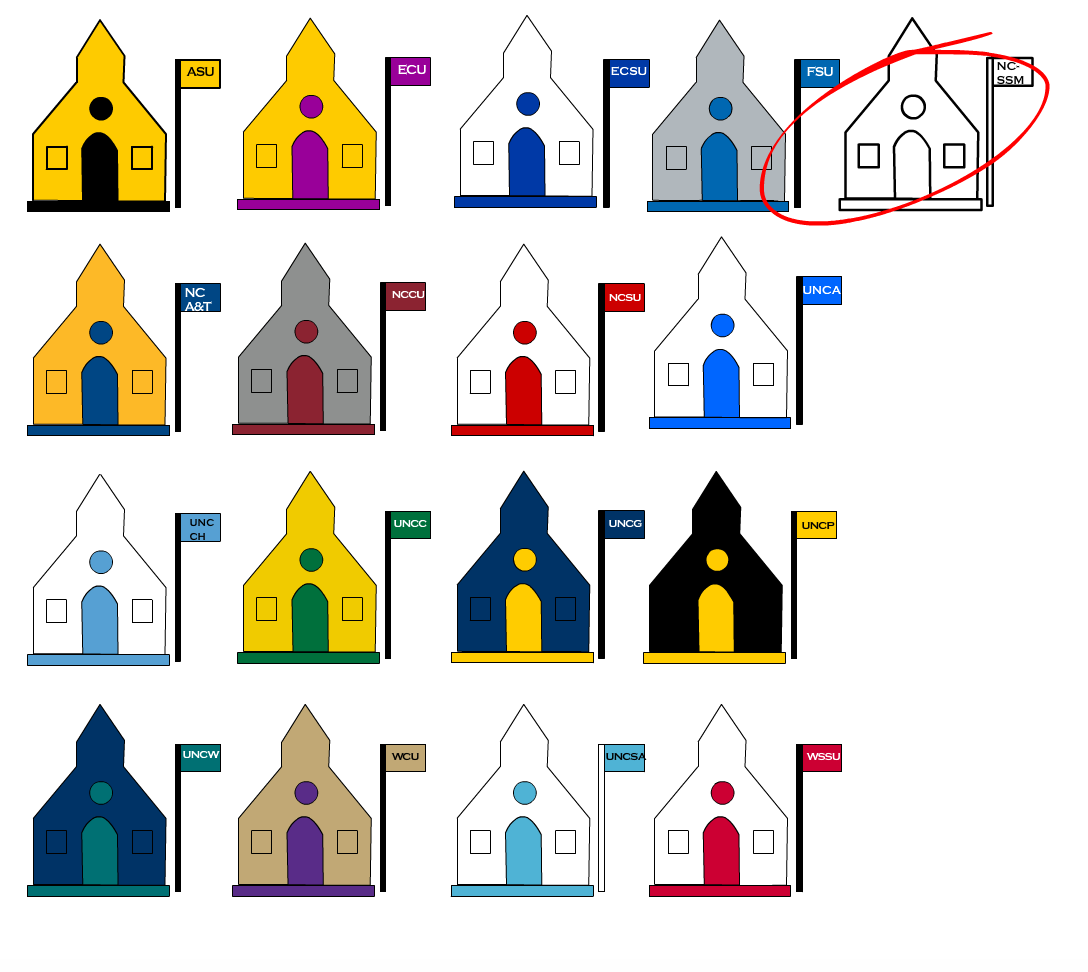 ASU
ECU
ECSU
FSU
NC-
SSM
NC
A&T
NCCU
NCSU
UNCA
UNC
CH
UNCC
UNCG
UNCP
UNCW
WCU
UNCSA
WSSU